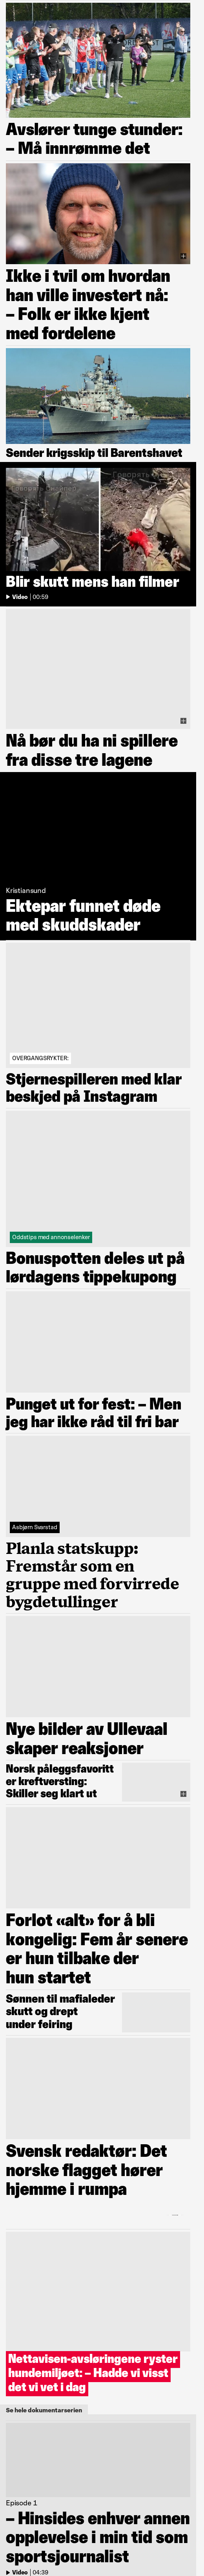 Avslører tunge stunder:
– Må innrømme det
Ikke i tvil om hvordan
han ville investert nå:
– Folk er ikke kjent
med fordelene
Sender krigsskip til Barentshavet
Blir skutt mens han filmer
Video | 00:59
Nå bør du ha ni spillere
fra disse tre lagene
Kristiansund
Ektepar funnet døde
med skuddskader
OVERGANGSRYKTER:
Stjernespilleren med klar
beskjed på Instagram
Oddstips med annonselenker
Bonuspotten deles ut på
lørdagens tippekupong
Punget ut for fest: – Men
jeg har ikke råd til fri bar
Asbjørn Svarstad
Planla statskupp:
Fremstår som en
gruppe med forvirrede
bygdetullinger
Nye bilder av Ullevaal
skaper reaksjoner
Norsk påleggsfavoritt
er kreftversting:
Skiller seg klart ut
Forlot «alt» for å bli
kongelig: Fem år senere
er hun tilbake der
hun startet
Sønnen til mafialeder
skutt og drept
under feiring
Svensk redaktør: Det
norske flagget hører
hjemme i rumpa
Nettavisen-avsløringene ryster
hundemiljøet: – Hadde vi visst
det vi vet i dag
Se hele dokumentarserien
Episode 1
– Hinsides enhver annen
opplevelse i min tid som
sportsjournalist
Video | 04:39